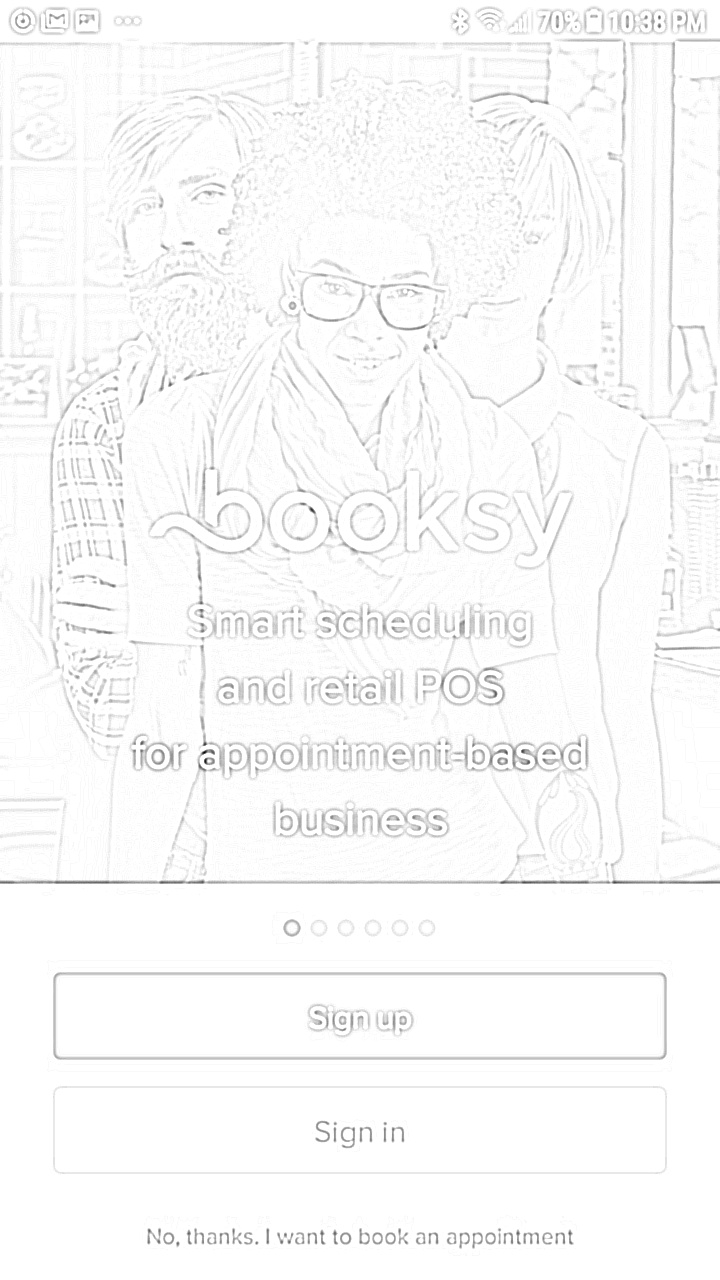 70% 10:38 PM
booksy
Smart scheduling
and retail POS
for appointment-based
business
Sign up
Sign in
No, thanks. I want to book an appointment